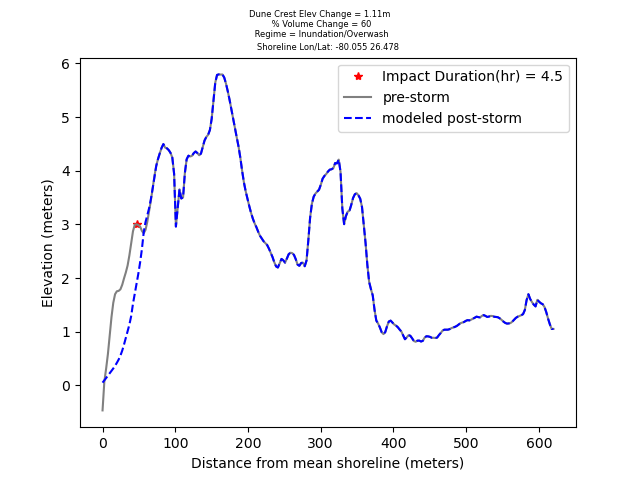 Dune Crest Elev Change = 1.11m
% Volume Change = 60
Regime = Inundation/Overwash
Shoreline Lon/Lat: -80.055 26.478
Impact Duration(hr) = 4.5
pre-storm
modeled post-storm
Elevation (meters)
6
5
4
3
2
1
0
0 100 200 300 400 500 600
Distance from mean shoreline (meters)